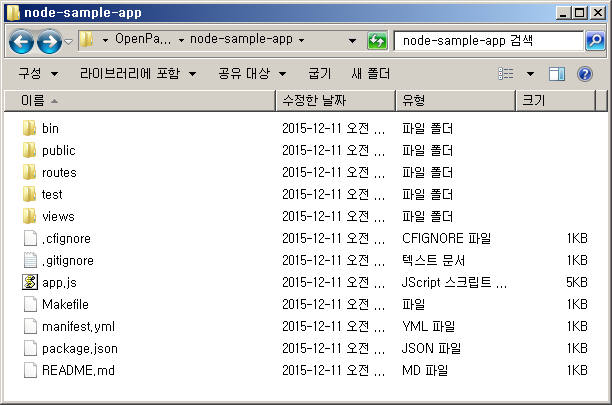 node-sample-app
OpenPa... node-sample-app node-sample-app 검색
구성 라이브러리에 포함 공유 대상 굽기 새 폴더
이름 수정한 날짜 유형 크기
bin 2015-12-11 오전 ... 파일 폴더
public 2015-12-11 오전 ... 파일 폴더
routes 2015-12-11 오전 ... 파일 폴더
test 2015-12-11 오전 ... 파일 폴더
views 2015-12-11 오전 ... 파일 폴더
.cfignore 2015-12-11 오전 ... CFIGNORE 파일 1KB
.gitignore 2015-12-11 오전 ... 텍스트 문서 1KB
app.js 2015-12-11 오전 ... JScript 스크립트 ... 5KB
Makefile 2015-12-11 오전 ... 파일 1KB
manifest.yml 2015-12-11 오전 ... YML 파일 1KB
package.json 2015-12-11 오전 ... JSON 파일 1KB
README.md 2015-12-11 오전 ... MD 파일 1KB